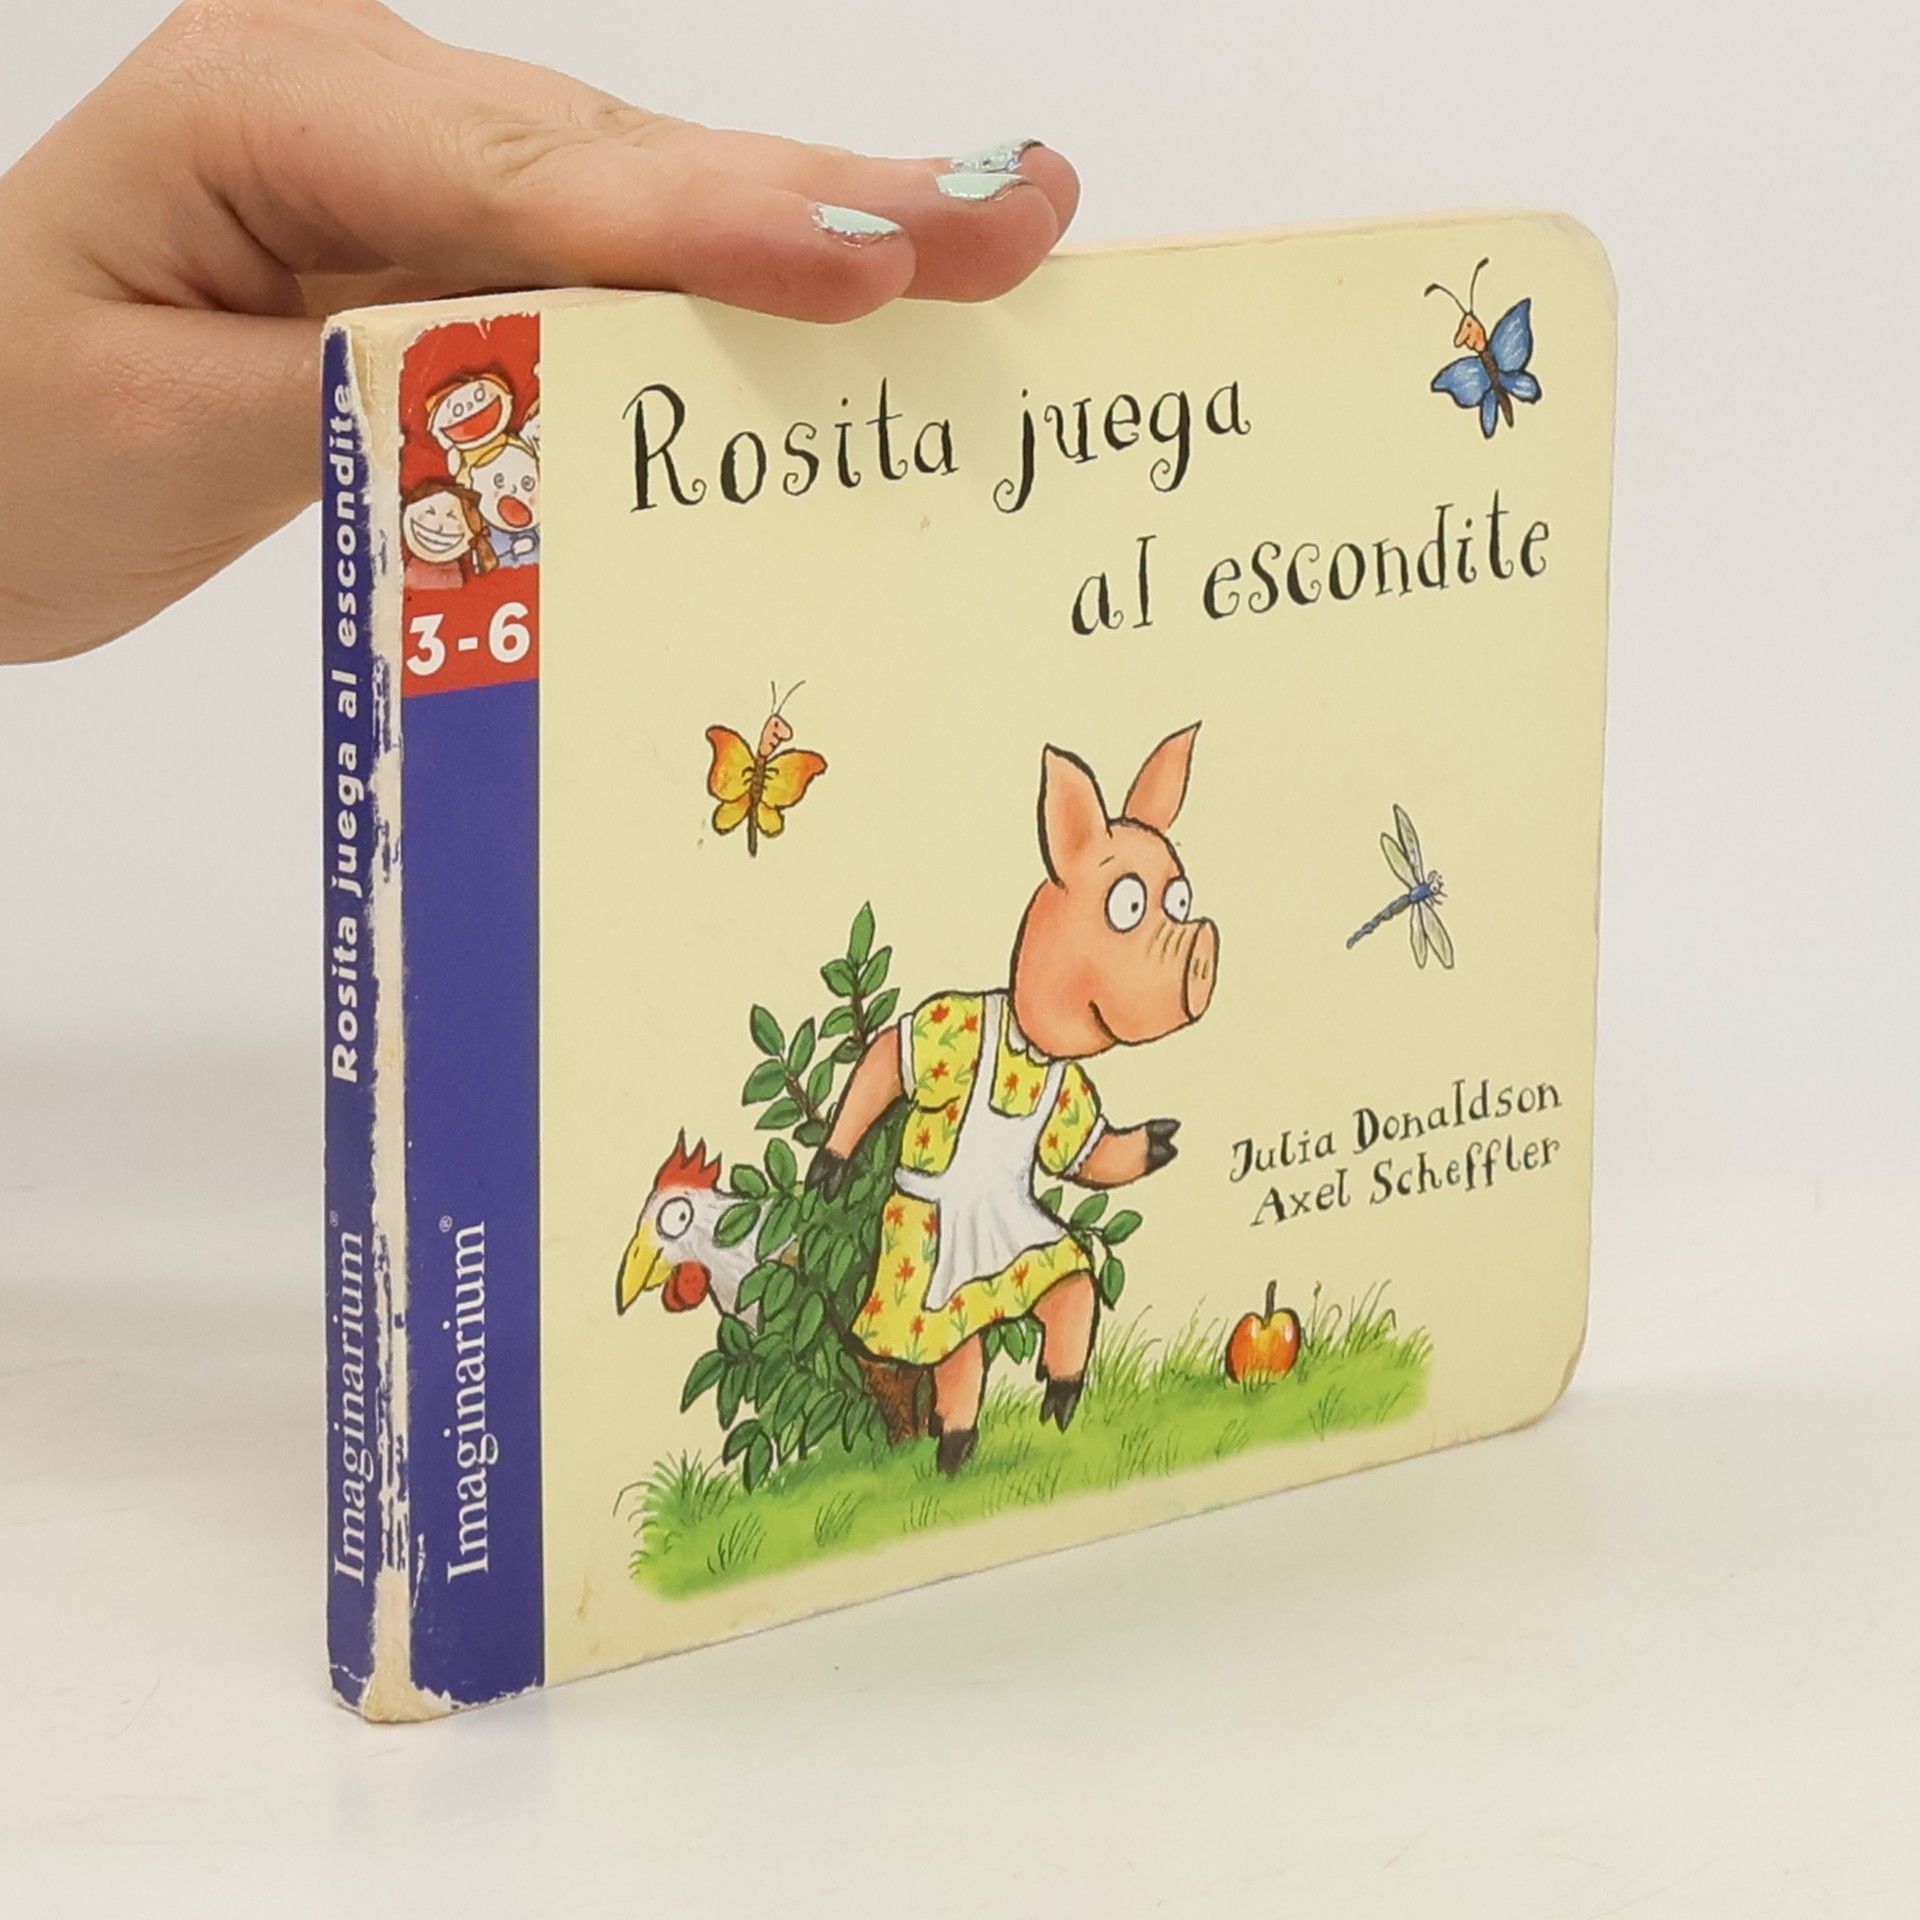 Rosita juega al escondite
Imaginarium®
3-6
Imaginarium®
Rosita juega
al escondite
Julia Donaldson
Axel Scheffler